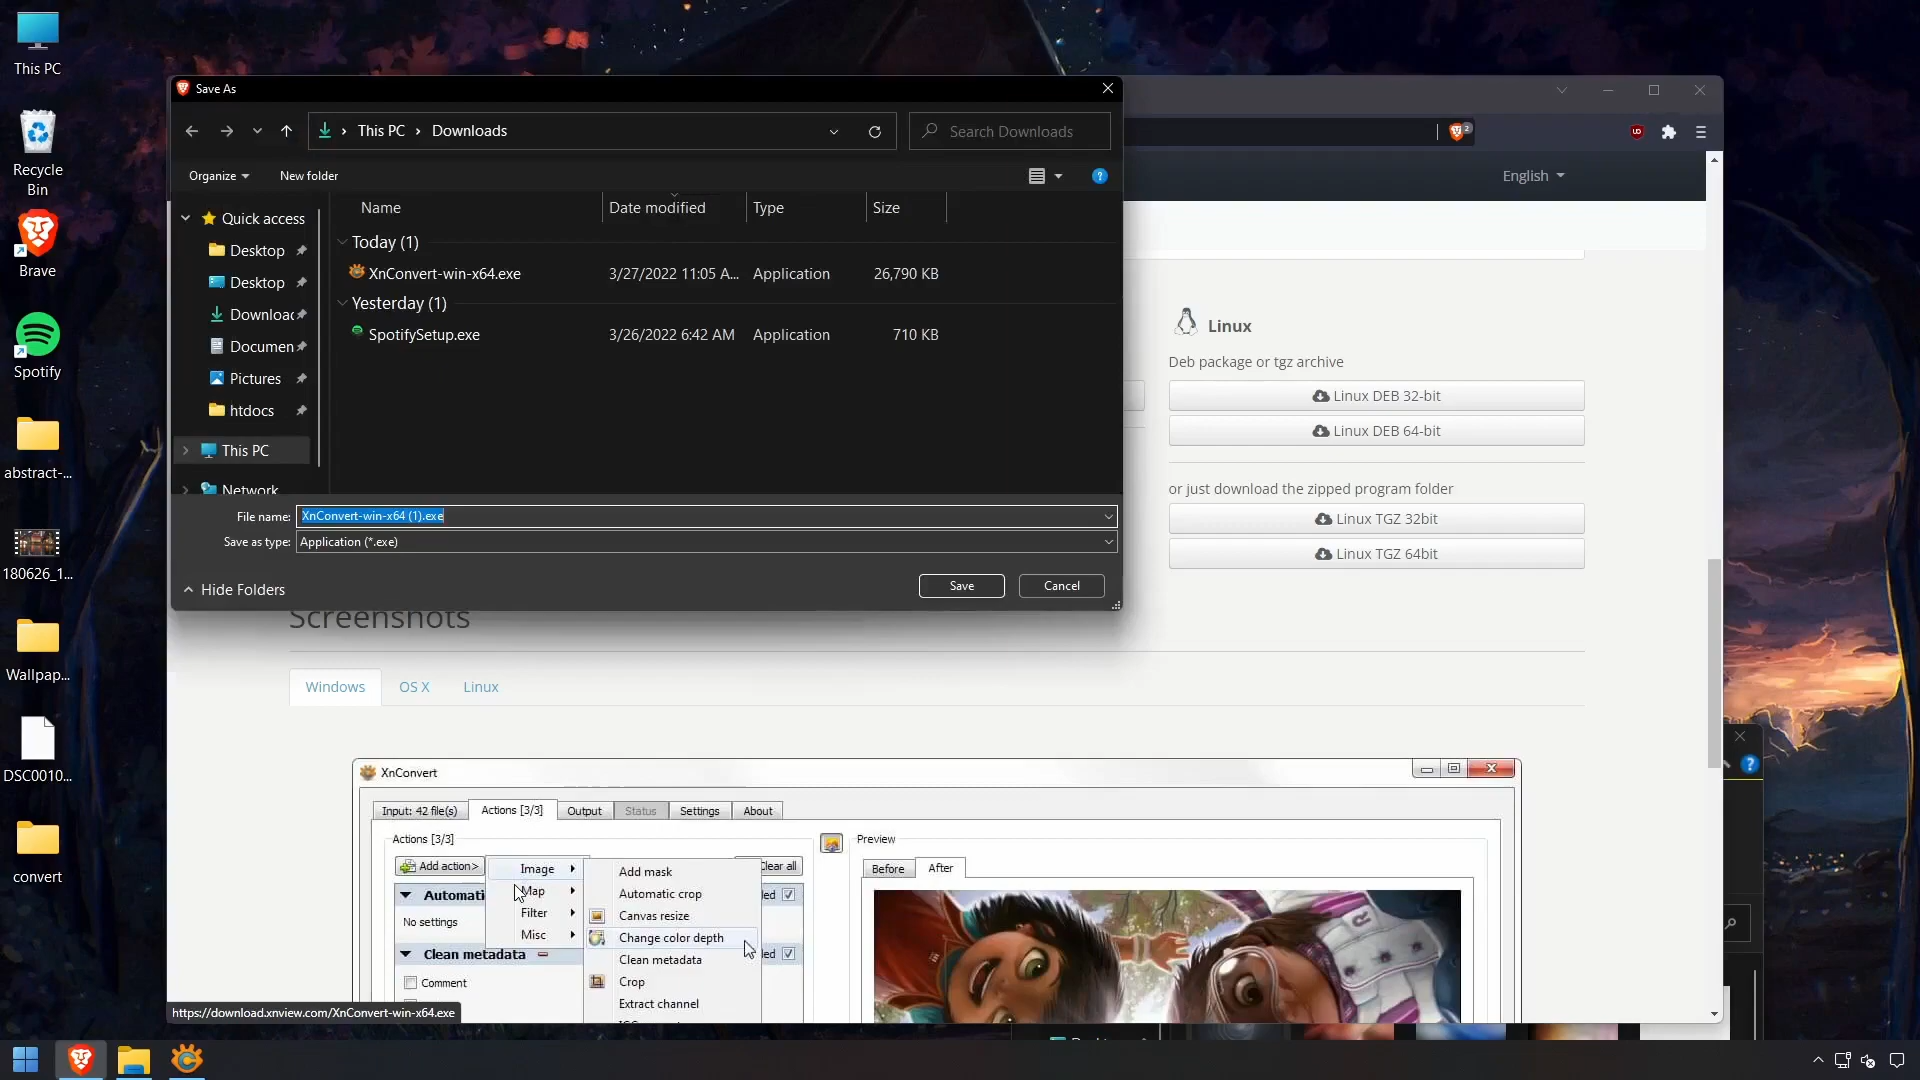 This PC
Recycle
Bin
Brave
Spotify
abstract-...
180626_1...
Wallpap...
DSC0010...
convert
Save As
This PC
Downloads
Search Downloads
Organize
New folder
Name
Date modified
Type
Size
Quick access
Desktop
Desktop
Downloac
Documen
Pictures
htdocs
This PC
Network
Today (1)
XnConvert-win-x64.exe
3/27/2022 11:05 A...
Application
26,790 KB
Yesterday (1)
SpotifySetup.exe
3/26/2022 6:42 AM
Application
710 KB
File name:
XnConvert-win-x64 (1).exe
Save as type:
Application (*.exe)
Hide Folders
Save
Cancel
2
English
Linux
Deb package or tgz archive
Linux DEB 32-bit
Linux DEB 64-bit
or just download the zipped program folder
Linux TGZ 32bit
Linux TGZ 64bit
Screenshots
Windows
OS X
Linux
XnConvert
Input: 42 file(s)
Actions [3/3]
Output
Status
Settings
About
Actions [3/3]
Add action>
Clear all
Preview
Before
After
Image
Map
Filter
Misc
Add mask
Automatic crop
Canvas resize
Change color depth
Clean metadata
Crop
Extract channel
Automati
No settings
Clean metadata
Comment
https://download.xnview.com/XnConvert-win-x64.exe